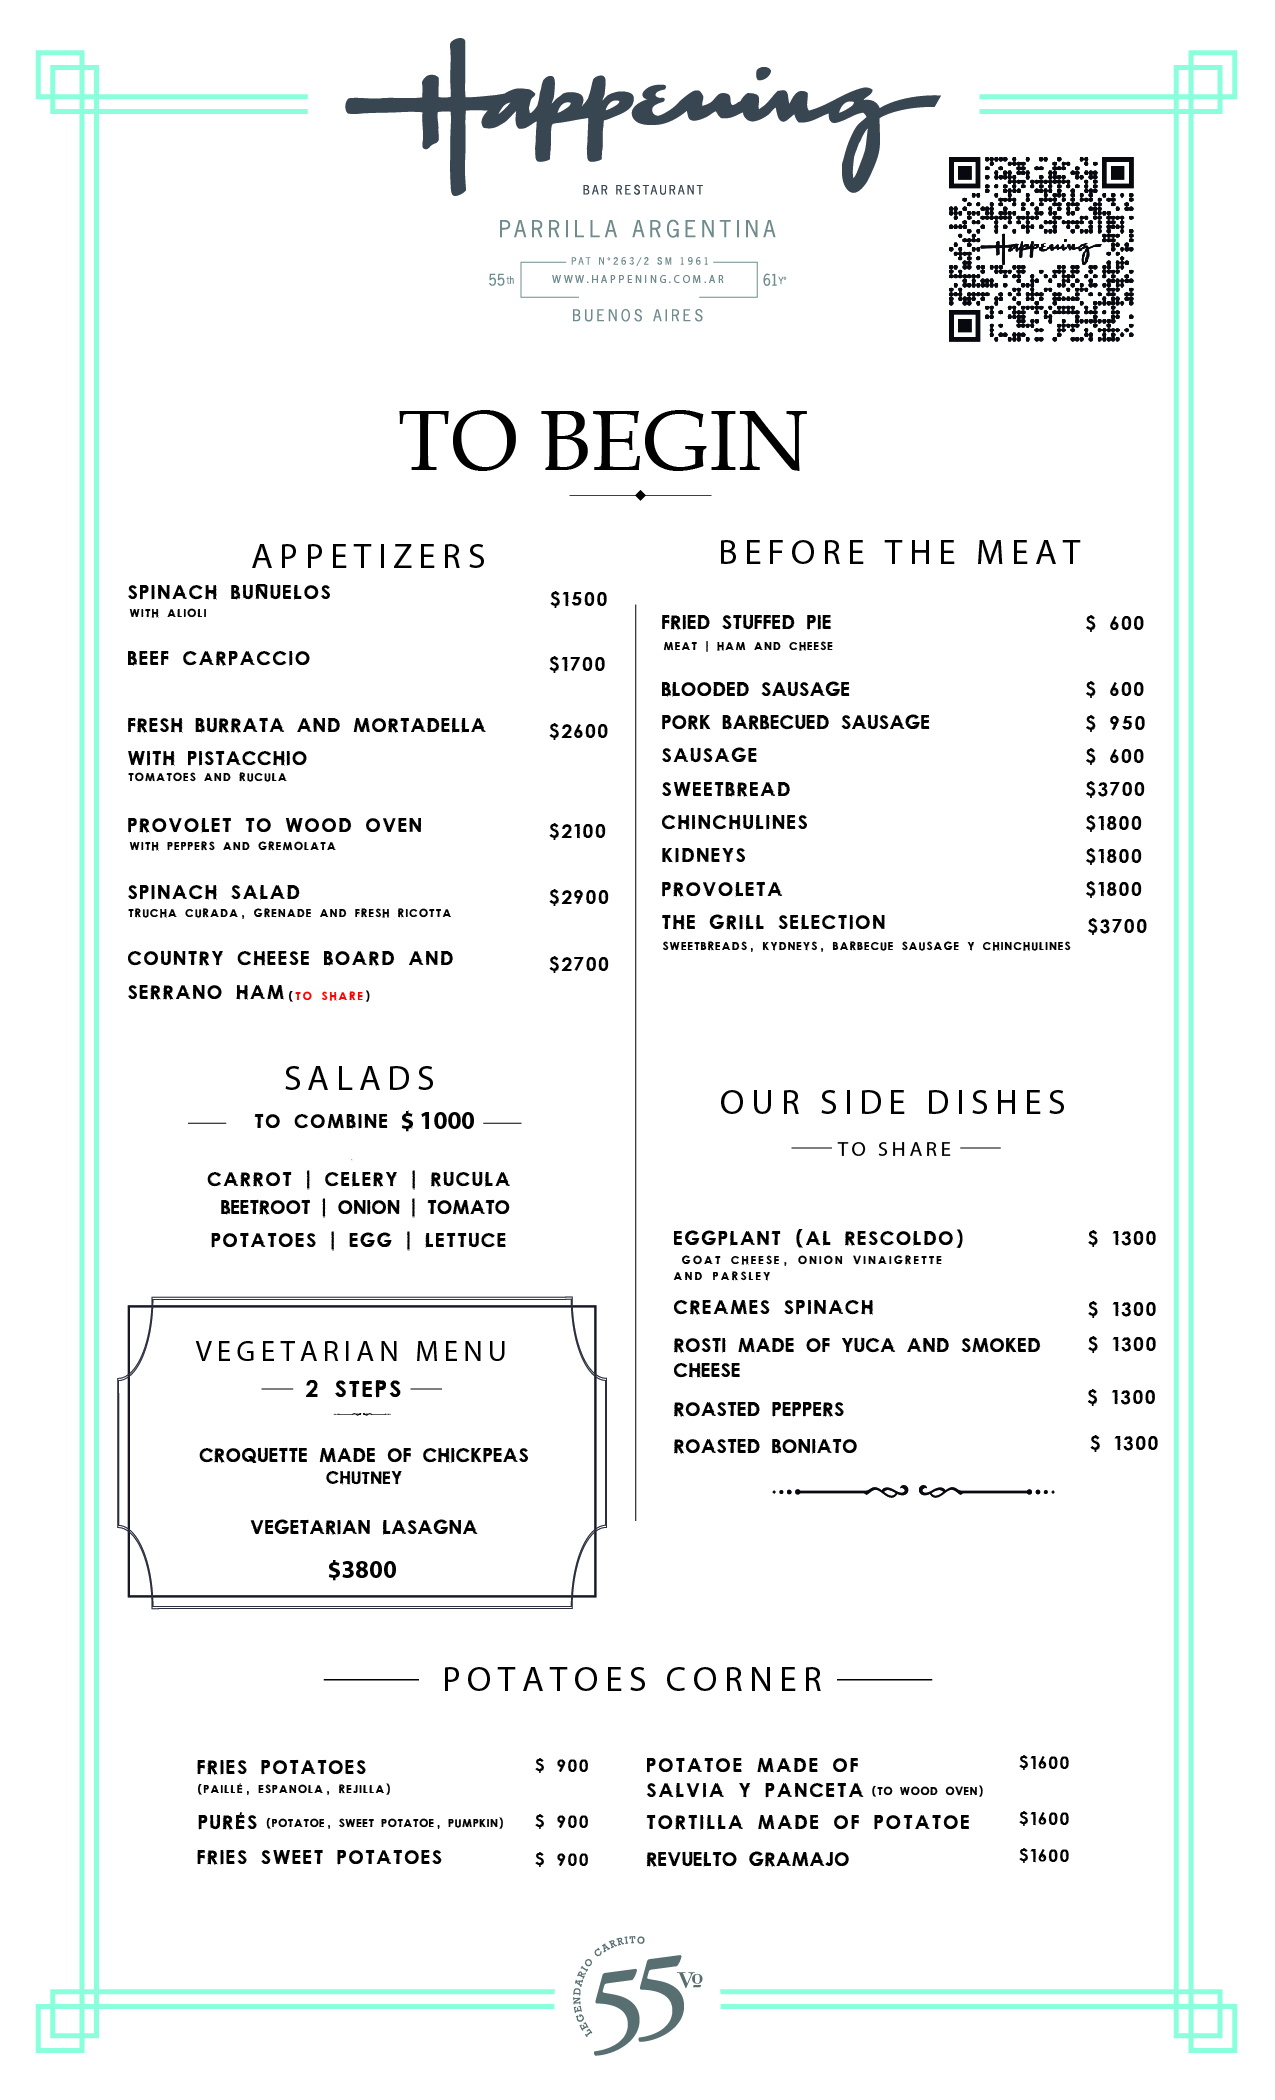 Happening
BAR RESTAURANT
PARRILLA ARGENTINA
PAT N°263/2 SM 1961
55th WWW.HAPPENING.COM.AR 61Yº
BUENOS AIRES
Happening
TO BEGIN
APPETIZERS
SPINACH BUÑUELOS $1500
WITH ALIOLI
BEEF CARPACCIO $1700
FRESH BURRATA AND MORTADELLA $2600
WITH PISTACCHIO
TOMATOES AND RUCULA
PROVOLET TO WOOD OVEN $2100
WITH PEPPERS AND GREMOLATA
SPINACH SALAD $2900
TRUCHA CURADA, GRENADE AND FRESH RICOTTA
COUNTRY CHEESE BOARD AND $2700
SERRANO HAM (TO SHARE)
SALADS
TO COMBINE $ 1000
CARROT | CELERY | RUCULA
BEETROOT | ONION | TOMATO
POTATOES | EGG | LETTUCE
VEGETARIAN MENU
2 STEPS
CROQUETTE MADE OF CHICKPEAS
CHUTNEY
VEGETARIAN LASAGNA
$3800
BEFORE THE MEAT
FRIED STUFFED PIE $ 600
MEAT | HAM AND CHEESE
BLOODED SAUSAGE $ 600
PORK BARBECUED SAUSAGE $ 950
SAUSAGE $ 600
SWEETBREAD $3700
CHINCHULINES $1800
KIDNEYS $1800
PROVOLETA $1800
THE GRILL SELECTION $3700
SWEETBREADS, KYDNEYS, BARBECUE SAUSAGE Y CHINCHULINES
OUR SIDE DISHES
TO SHARE
EGGPLANT (AL RESCOLDO) $ 1300
GOAT CHEESE, ONION VINAIGRETTE
AND PARSLEY
CREAMES SPINACH $ 1300
ROSTI MADE OF YUCA AND SMOKED $ 1300
CHEESE
ROASTED PEPPERS $ 1300
ROASTED BONIATO $ 1300
POTATOES CORNER
FRIES POTATOES $ 900
(PAILLÉ, ESPANOLA, REJILLA)
PURÉS (POTATOE, SWEET POTATOE, PUMPKIN) $ 900
FRIES SWEET POTATOES $ 900
POTATOE MADE OF $1600
SALVIA Y PANCETA (TO WOOD OVEN)
TORTILLA MADE OF POTATOE $1600
REVUELTO GRAMAJO $1600
LEGENDARIO CARRITO
55 Vº